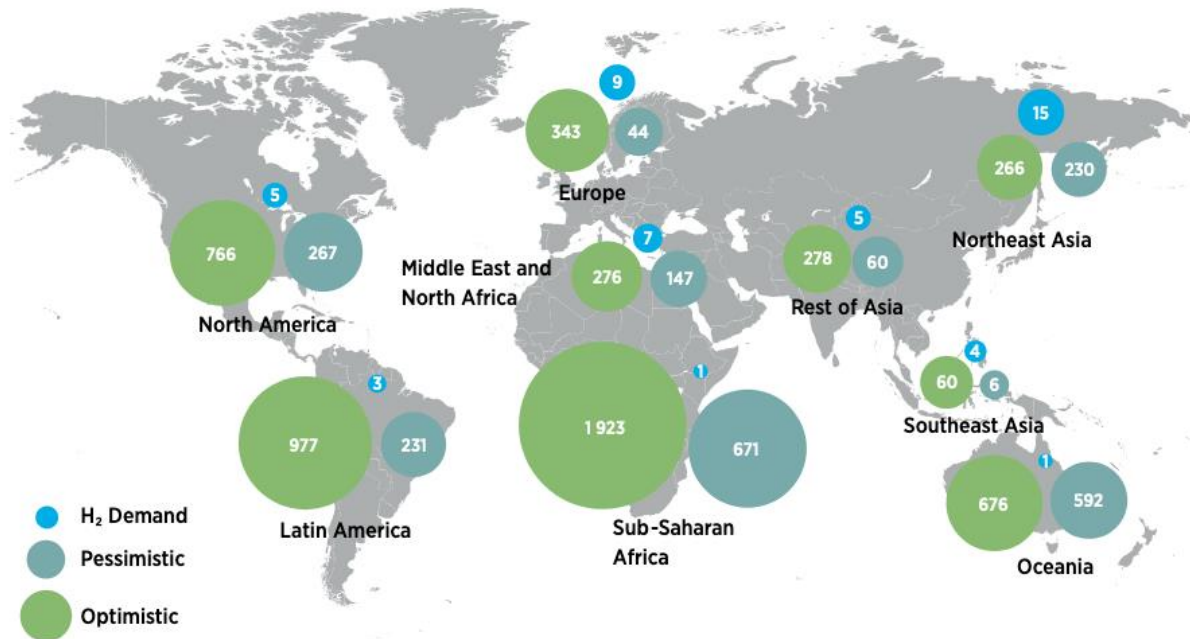 9
343
44
Europe
15
266
230
Northeast Asia
5
766
267
North America
7
276
147
Middle East and
North Africa
5
278
60
Rest of Asia
4
60
6
Southeast Asia
3
977
231
Latin America
1
1 923
671
Sub-Saharan
Africa
1
676
592
Oceania
H₂ Demand
Pessimistic
Optimistic